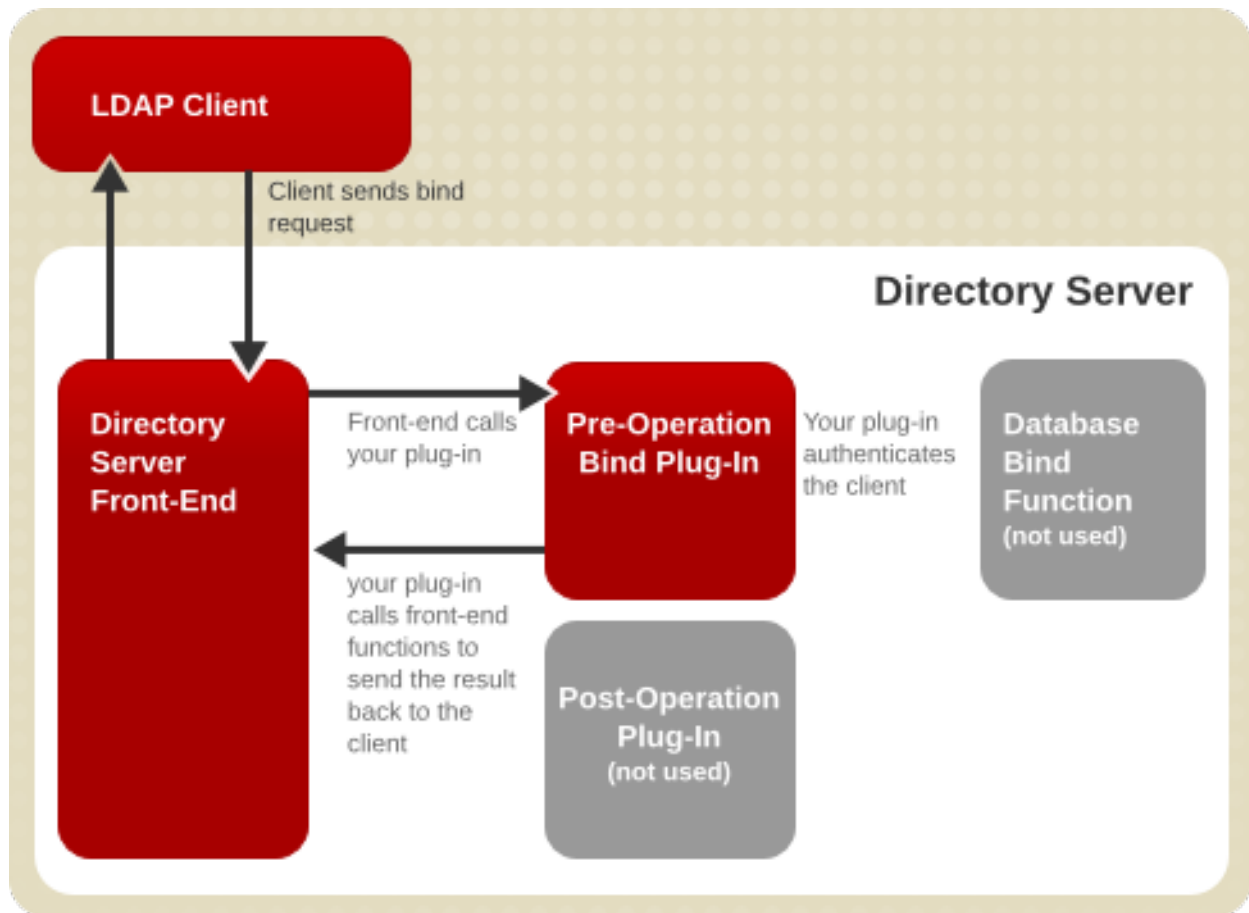 LDAP Client
Client sends bind
request
Directory Server
Directory
Server
Front-End
Front-end calls
your plug-in
Pre-Operation
Bind Plug-In
Your plug-in
authenticates
the client
Database
Bind
Function
(not used)
your plug-in
calls front-end
functions to
send the result
back to the
client
Post-Operation
Plug-In
(not used)